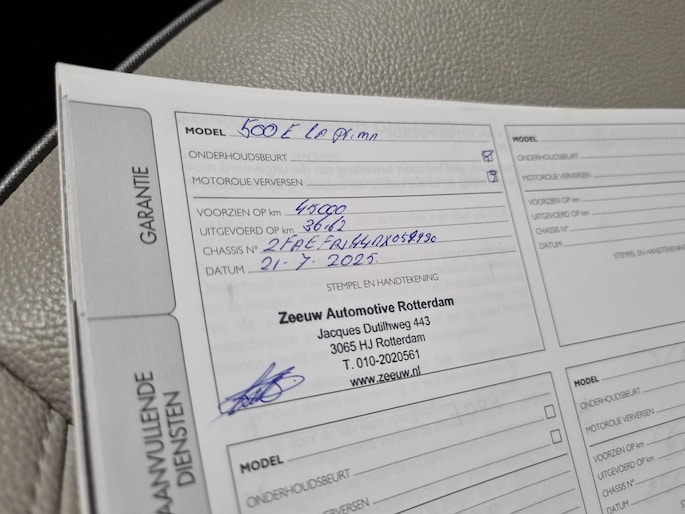 GARANTIE
MODEL 500 E La Prima
ONDERHOUDSBEURT
MOTOROLIE VERVERSEN
VOORZIEN OP km 45000
UITGEVOERD OP km
CHASSIS N°
DATUM 21-7-2025
STEMPEL EN HANDTEKENING
Zeeuw Automotive Rotterdam
Jacques Dutilhweg 443
3065 HJ Rotterdam
T. 010-2020561
www.zeeuw.nl
AANVULLENDE
DIENSTEN
MODEL
ONDERHOUDSBEURT
VERVERSEN
MODEL
ONDERHOUDSBEURT
MOTOROLIE VERVERSEN
VOORZIEN OP km
UITGEVOERD OP km
CHASSIS N°
DATUM
STEMPEL EN HANDTEKENING
MODEL
ONDERHOUDSBEURT
MOTOROLIE VERVERSEN
VOORZIEN OP km
UITGEVOERD OP km
CHASSIS N°
DATUM